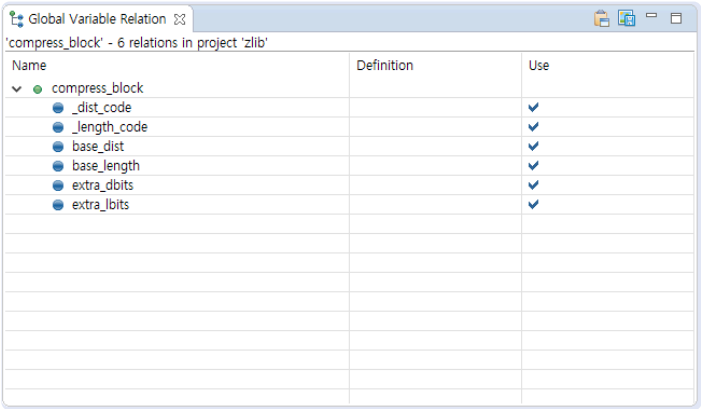 Global Variable Relation
'compress_block' - 6 relations in project 'zlib'
Name Definition Use
compress_block
_dist_code
_length_code
base_dist
base_length
extra_dbits
extra_lbits